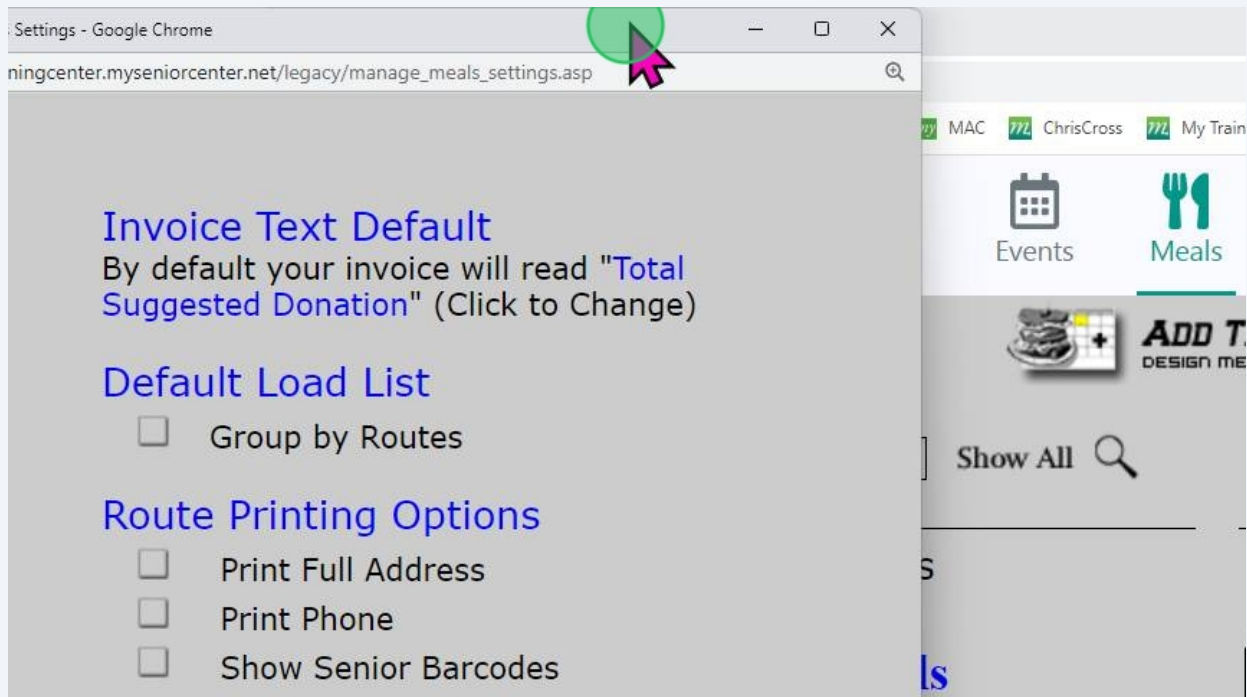 Settings - Google Chrome
ningcenter.myseniorcenter.net/legacy/manage_meals_settings.asp
my MAC
ChrisCross
My Train
Events
Meals
Invoice Text Default
By default your invoice will read "Total
Suggested Donation" (Click to Change)
ADD T
DESIGN ME
Default Load List
Group by Routes
Show All
Route Printing Options
Print Full Address
s
Print Phone
Show Senior Barcodes
ls